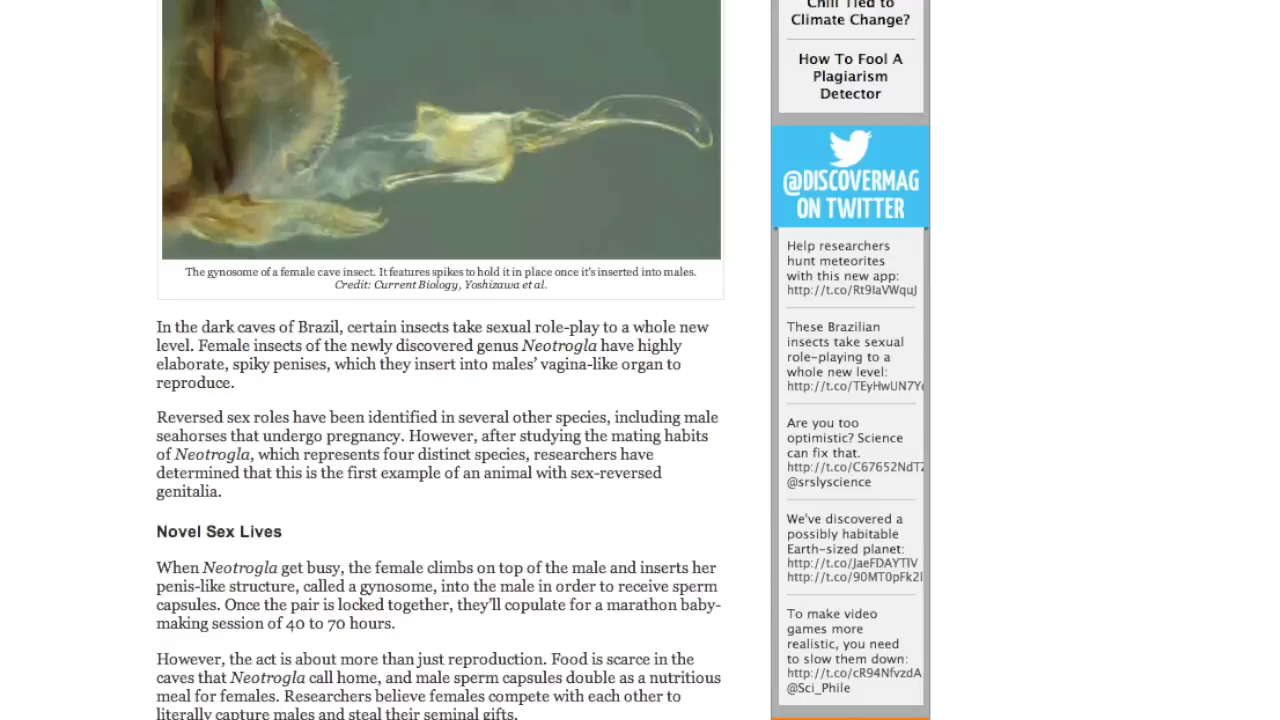 The gynosome of a female cave insect. It features spikes to hold it in place once it's inserted into males.
Credit: Current Biology, Yoshizawa et al.
In the dark caves of Brazil, certain insects take sexual role-play to a whole new
level. Female insects of the newly discovered genus Neotrogla have highly
elaborate, spiky penises, which they insert into males' vagina-like organ to
reproduce.
Reversed sex roles have been identified in several other species, including male
seahorses that undergo pregnancy. However, after studying the mating habits
of Neotrogla, which represents four distinct species, researchers have
determined that this is the first example of an animal with sex-reversed
genitalia.
Novel Sex Lives
When Neotrogla get busy, the female climbs on top of the male and inserts her
penis-like structure, called a gynosome, into the male in order to receive sperm
capsules. Once the pair is locked together, they'll copulate for a marathon baby-
making session of 40 to 70 hours.
However, the act is about more than just reproduction. Food is scarce in the
caves that Neotrogla call home, and male sperm capsules double as a nutritious
meal for females. Researchers believe females compete with each other to
literally capture males and steal their seminal gifts.
Chill Tied to
Climate Change?
How To Fool A
Plagiarism
Detector
@DISCOVERMAG
ON TWITTER
Help researchers
hunt meteorites
with this new app:
http://t.co/Rt9IaVWquJ
These Brazilian
insects take sexual
role-playing to a
whole new level:
http://t.co/TEyHwUN7Y
Are you too
optimistic? Science
can fix that.
http://t.co/C67652NdTZ
@srslyscience
We've discovered a
possibly habitable
Earth-sized planet:
http://t.co/JaeFDAYTIV
http://t.co/90MT0pFk2
To make video
games more
realistic, you need
to slow them down:
http://t.co/cR94NfvzdA
@Sci_Phile